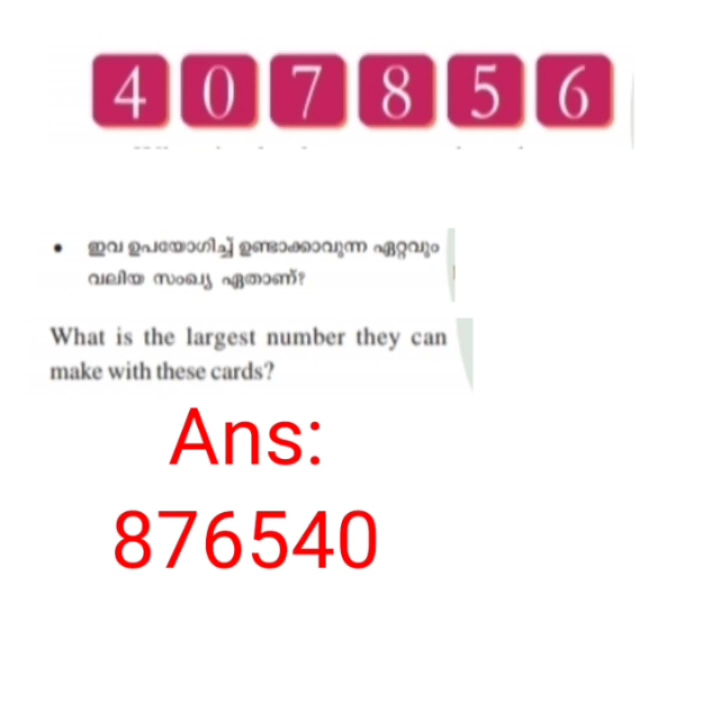 4 0 7 8 5 6
• ഇവ ഉപയോഗിച്ച് ഉണ്ടാക്കാവുന്ന ഏറ്റവും
വലിയ സംഖ്യ ഏതാണ്?
What is the largest number they can
make with these cards?
Ans:
876540